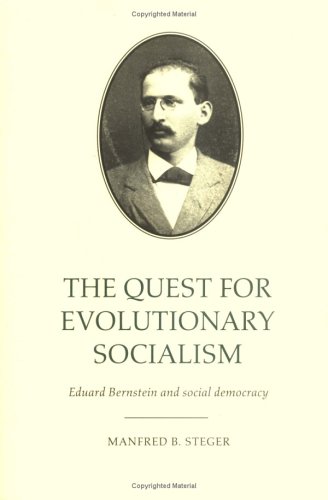 Copyrighted Material
THE QUEST FOR
EVOLUTIONARY
SOCIALISM
Eduard Bernstein and social democracy
MANFRED B. STEGER
Copyrighted Material